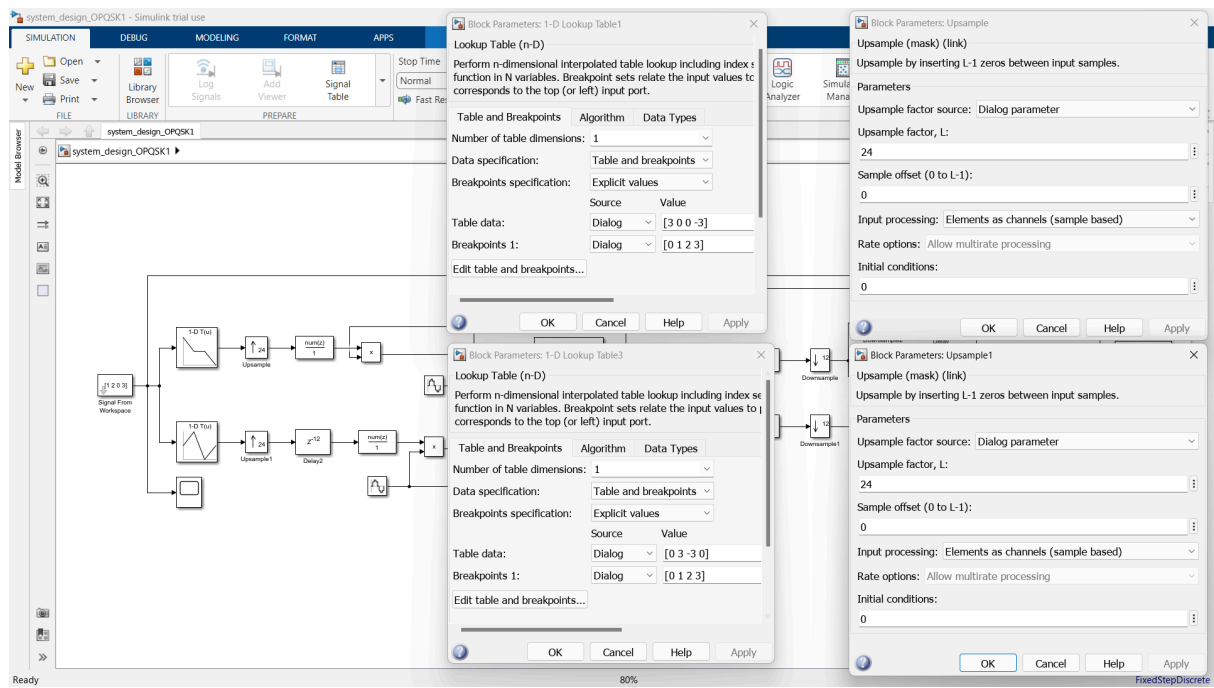 system_design_OPQSK1 - Simulink trial use
SIMULATION
DEBUG
MODELING
FORMAT
APPS
New
Open
Save
Print
FILE
Library
Browser
LIBRARY
Log
Signals
Add
Viewer
Signal
Table
PREPARE
Stop Time
Normal
Fast Res
Logic
Analyzer
Simula
Mana
Model Browser
system_design_OPQSK1
system_design_OPQSK1
1-D T(u)
24
Upsample
num(z)
1
x
[1 2 0 3]
Signal From
Workspace
1-D T(u)
24
Upsample1
z-12
Delay2
num(z)
1
x
12
Downsample
12
Downsample1
Block Parameters: 1-D Lookup Table1
Lookup Table (n-D)
Perform n-dimensional interpolated table lookup including index s
function in N variables. Breakpoint sets relate the input values to
corresponds to the top (or left) input port.
Table and Breakpoints
Algorithm
Data Types
Number of table dimensions: 1
Data specification: Table and breakpoints
Breakpoints specification: Explicit values
Source Value
Table data: Dialog [3 0 0 -3]
Breakpoints 1: Dialog [0 1 2 3]
Edit table and breakpoints...
OK
Cancel
Help
Apply
Block Parameters: 1-D Lookup Table3
Lookup Table (n-D)
Perform n-dimensional interpolated table lookup including index se
function in N variables. Breakpoint sets relate the input values to
corresponds to the top (or left) input port.
Table and Breakpoints
Algorithm
Data Types
Number of table dimensions: 1
Data specification: Table and breakpoints
Breakpoints specification: Explicit values
Source Value
Table data: Dialog [0 3 -3 0]
Breakpoints 1: Dialog [0 1 2 3]
Edit table and breakpoints...
OK
Cancel
Help
Apply
Block Parameters: Upsample
Upsample (mask) (link)
Upsample by inserting L-1 zeros between input samples.
Parameters
Upsample factor source: Dialog parameter
Upsample factor, L:
24
Sample offset (0 to L-1):
0
Input processing: Elements as channels (sample based)
Rate options: Allow multirate processing
Initial conditions:
0
OK
Cancel
Help
Apply
Block Parameters: Upsample1
Upsample (mask) (link)
Upsample by inserting L-1 zeros between input samples.
Parameters
Upsample factor source: Dialog parameter
Upsample factor, L:
24
Sample offset (0 to L-1):
0
Input processing: Elements as channels (sample based)
Rate options: Allow multirate processing
Initial conditions:
0
OK
Cancel
Help
Apply
Ready
80%
FixedStepDiscrete